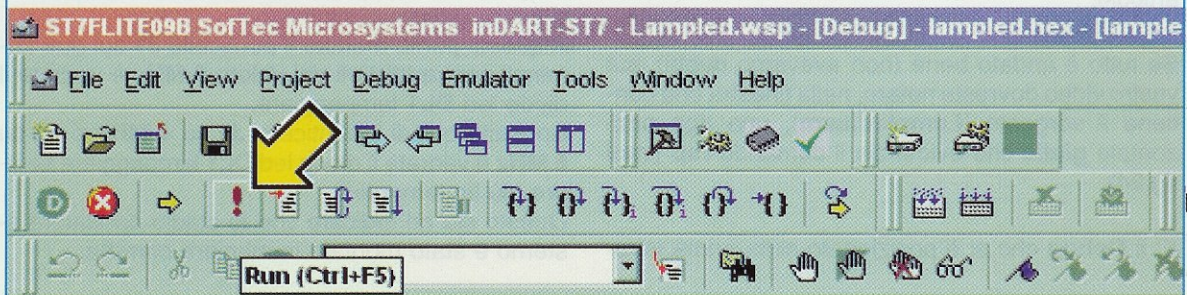 ST7FLITE09B SofTec Microsystems inDART-ST7 - Lampled.wsp - [Debug] - lampled.hex - [lample
File Edit View Project Debug Emulator Tools Window Help
D
Run (Ctrl+F5)